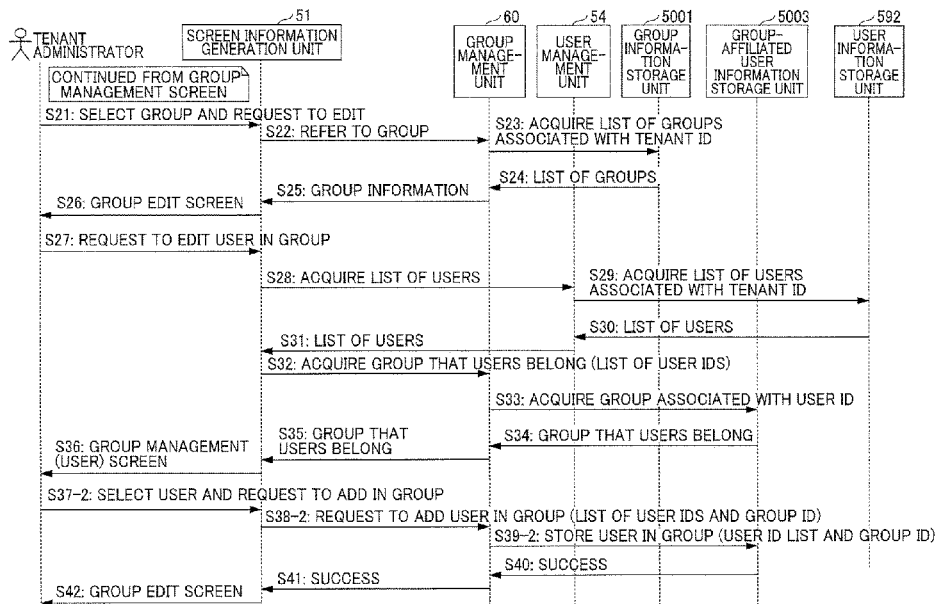 TENANT
ADMINISTRATOR
51
SCREEN INFORMATION
GENERATION UNIT
60
GROUP
MANAGE-
MENT
UNIT
54
USER
MANAGE-
MENT
UNIT
5001
GROUP
INFORMA-
TION
STORAGE
UNIT
5003
GROUP-
AFFILIATED
USER
INFORMATION
STORAGE UNIT
592
USER
INFORMA-
TION
STORAGE
UNIT
CONTINUED FROM GROUP
MANAGEMENT SCREEN
S21: SELECT GROUP AND REQUEST TO EDIT
S22: REFER TO GROUP
S23: ACQUIRE LIST OF GROUPS
ASSOCIATED WITH TENANT ID
S24: LIST OF GROUPS
S25: GROUP INFORMATION
S26: GROUP EDIT SCREEN
S27: REQUEST TO EDIT USER IN GROUP
S28: ACQUIRE LIST OF USERS
S29: ACQUIRE LIST OF USERS
ASSOCIATED WITH TENANT ID
S30: LIST OF USERS
S31: LIST OF USERS
S32: ACQUIRE GROUP THAT USERS BELONG (LIST OF USER IDS)
S33: ACQUIRE GROUP ASSOCIATED WITH USER ID
S34: GROUP THAT USERS BELONG
S35: GROUP THAT
USERS BELONG
S36: GROUP MANAGEMENT
(USER) SCREEN
S37-2: SELECT USER AND REQUEST TO ADD IN GROUP
S38-2: REQUEST TO ADD USER IN GROUP (LIST OF USER IDS AND GROUP ID)
S39-2: STORE USER IN GROUP (USER ID LIST AND GROUP ID)
S40: SUCCESS
S41: SUCCESS
S42: GROUP EDIT SCREEN